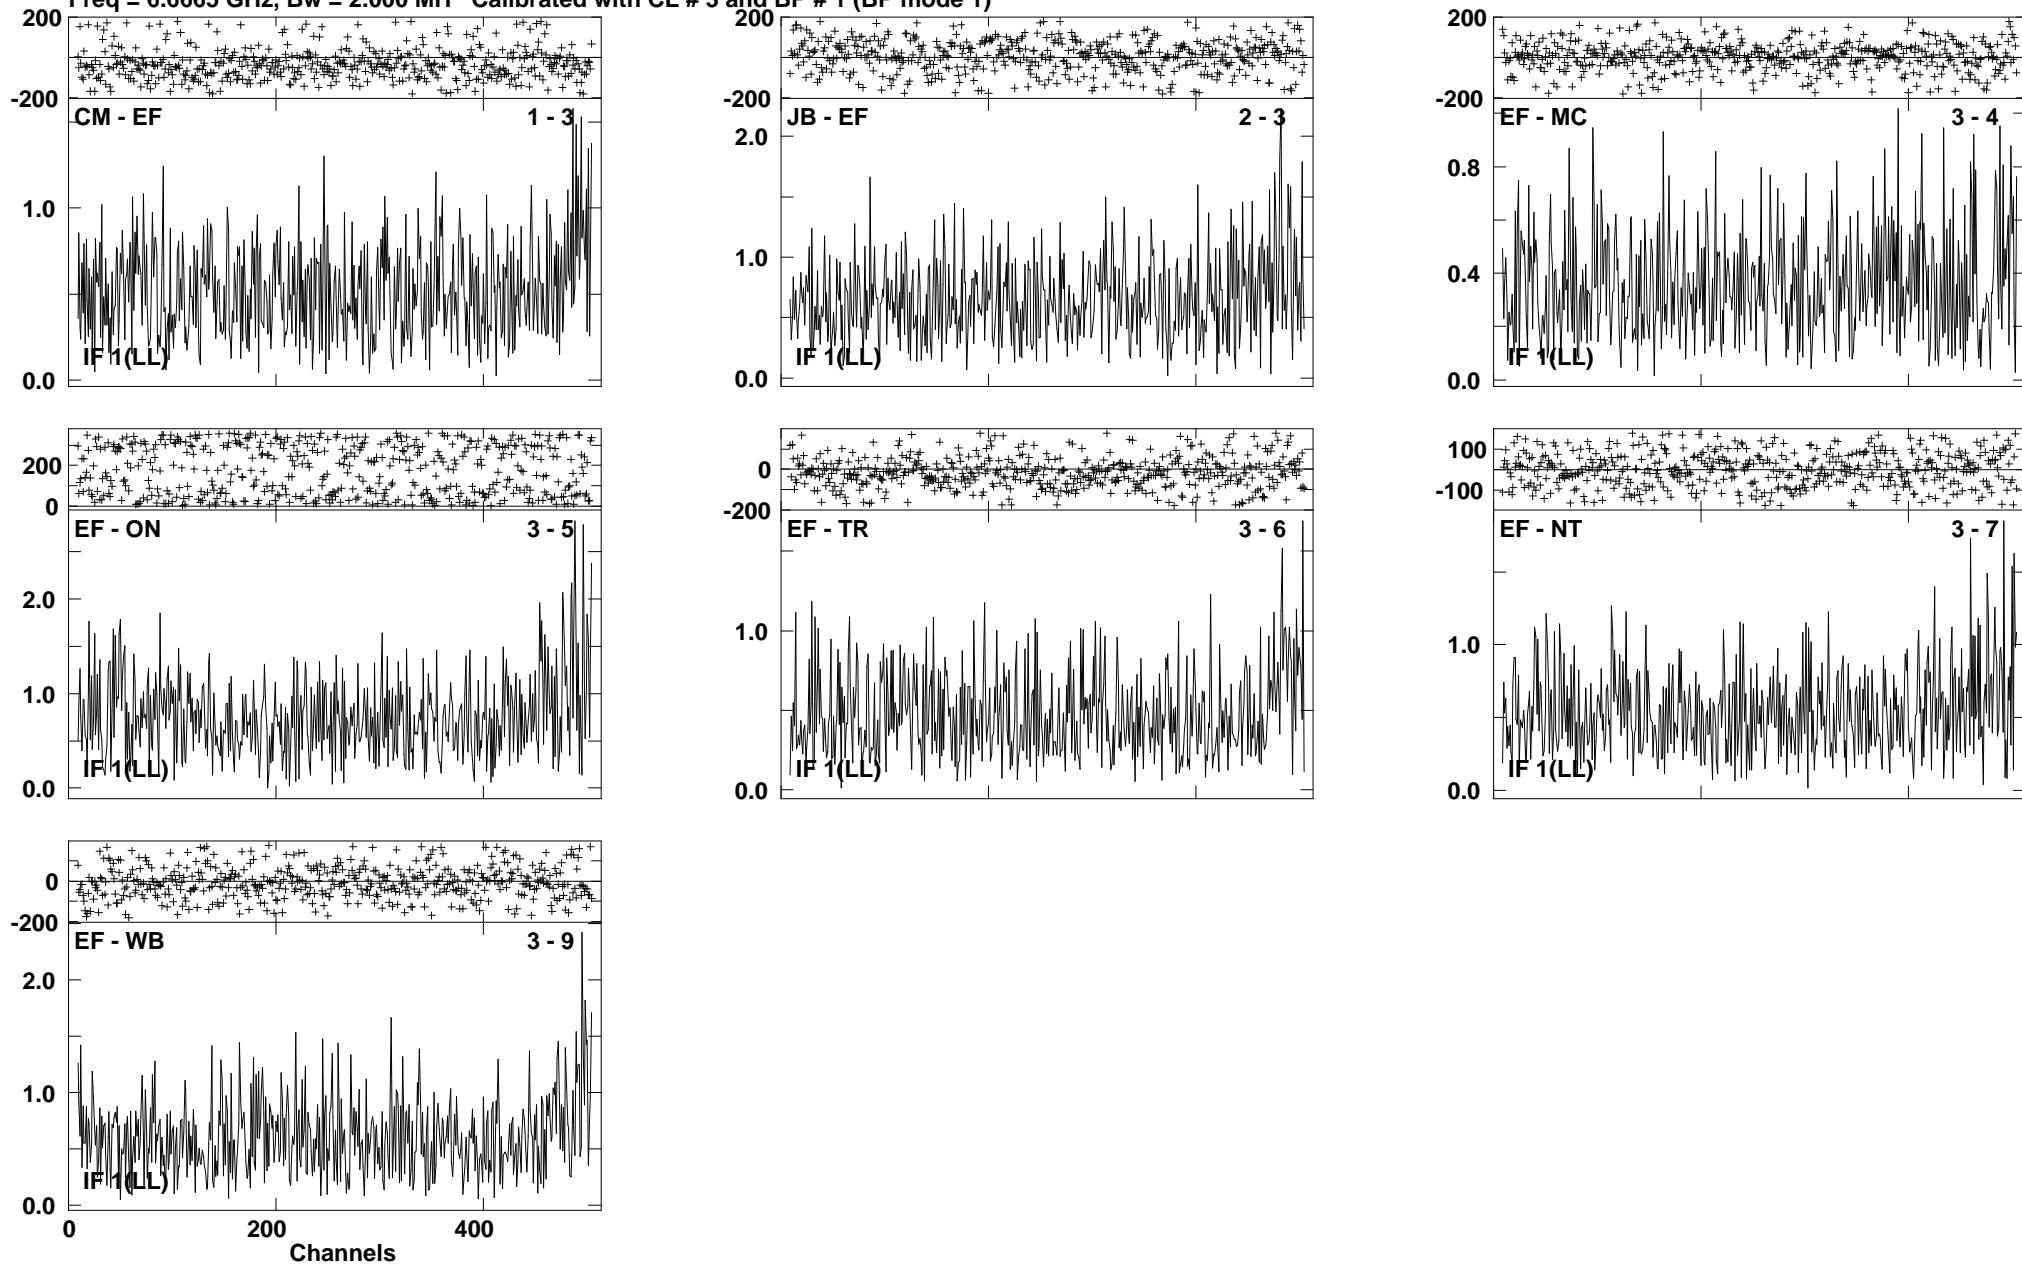 Freq = 6.6665 GHz, Bw = 2.000 MH Calibrated with CL # 3 and BP # 1 (BP mode 1)
200
-200
CM - EF 1 - 3
1.0
0.0
IF 1(LL)
200
-200
JB - EF 2 - 3
2.0
1.0
0.0
IF 1(LL)
200
-200
EF - MC 3 - 4
0.8
0.4
0.0
IF 1(LL)
200
0
EF - ON 3 - 5
2.0
1.0
0.0
IF 1(LL)
0
-200
EF - TR 3 - 6
1.0
0.0
IF 1(LL)
100
-100
EF - NT 3 - 7
1.0
0.0
IF 1(LL)
0
-200
EF - WB 3 - 9
2.0
1.0
0.0
IF 1(LL)
0 200 400
Channels